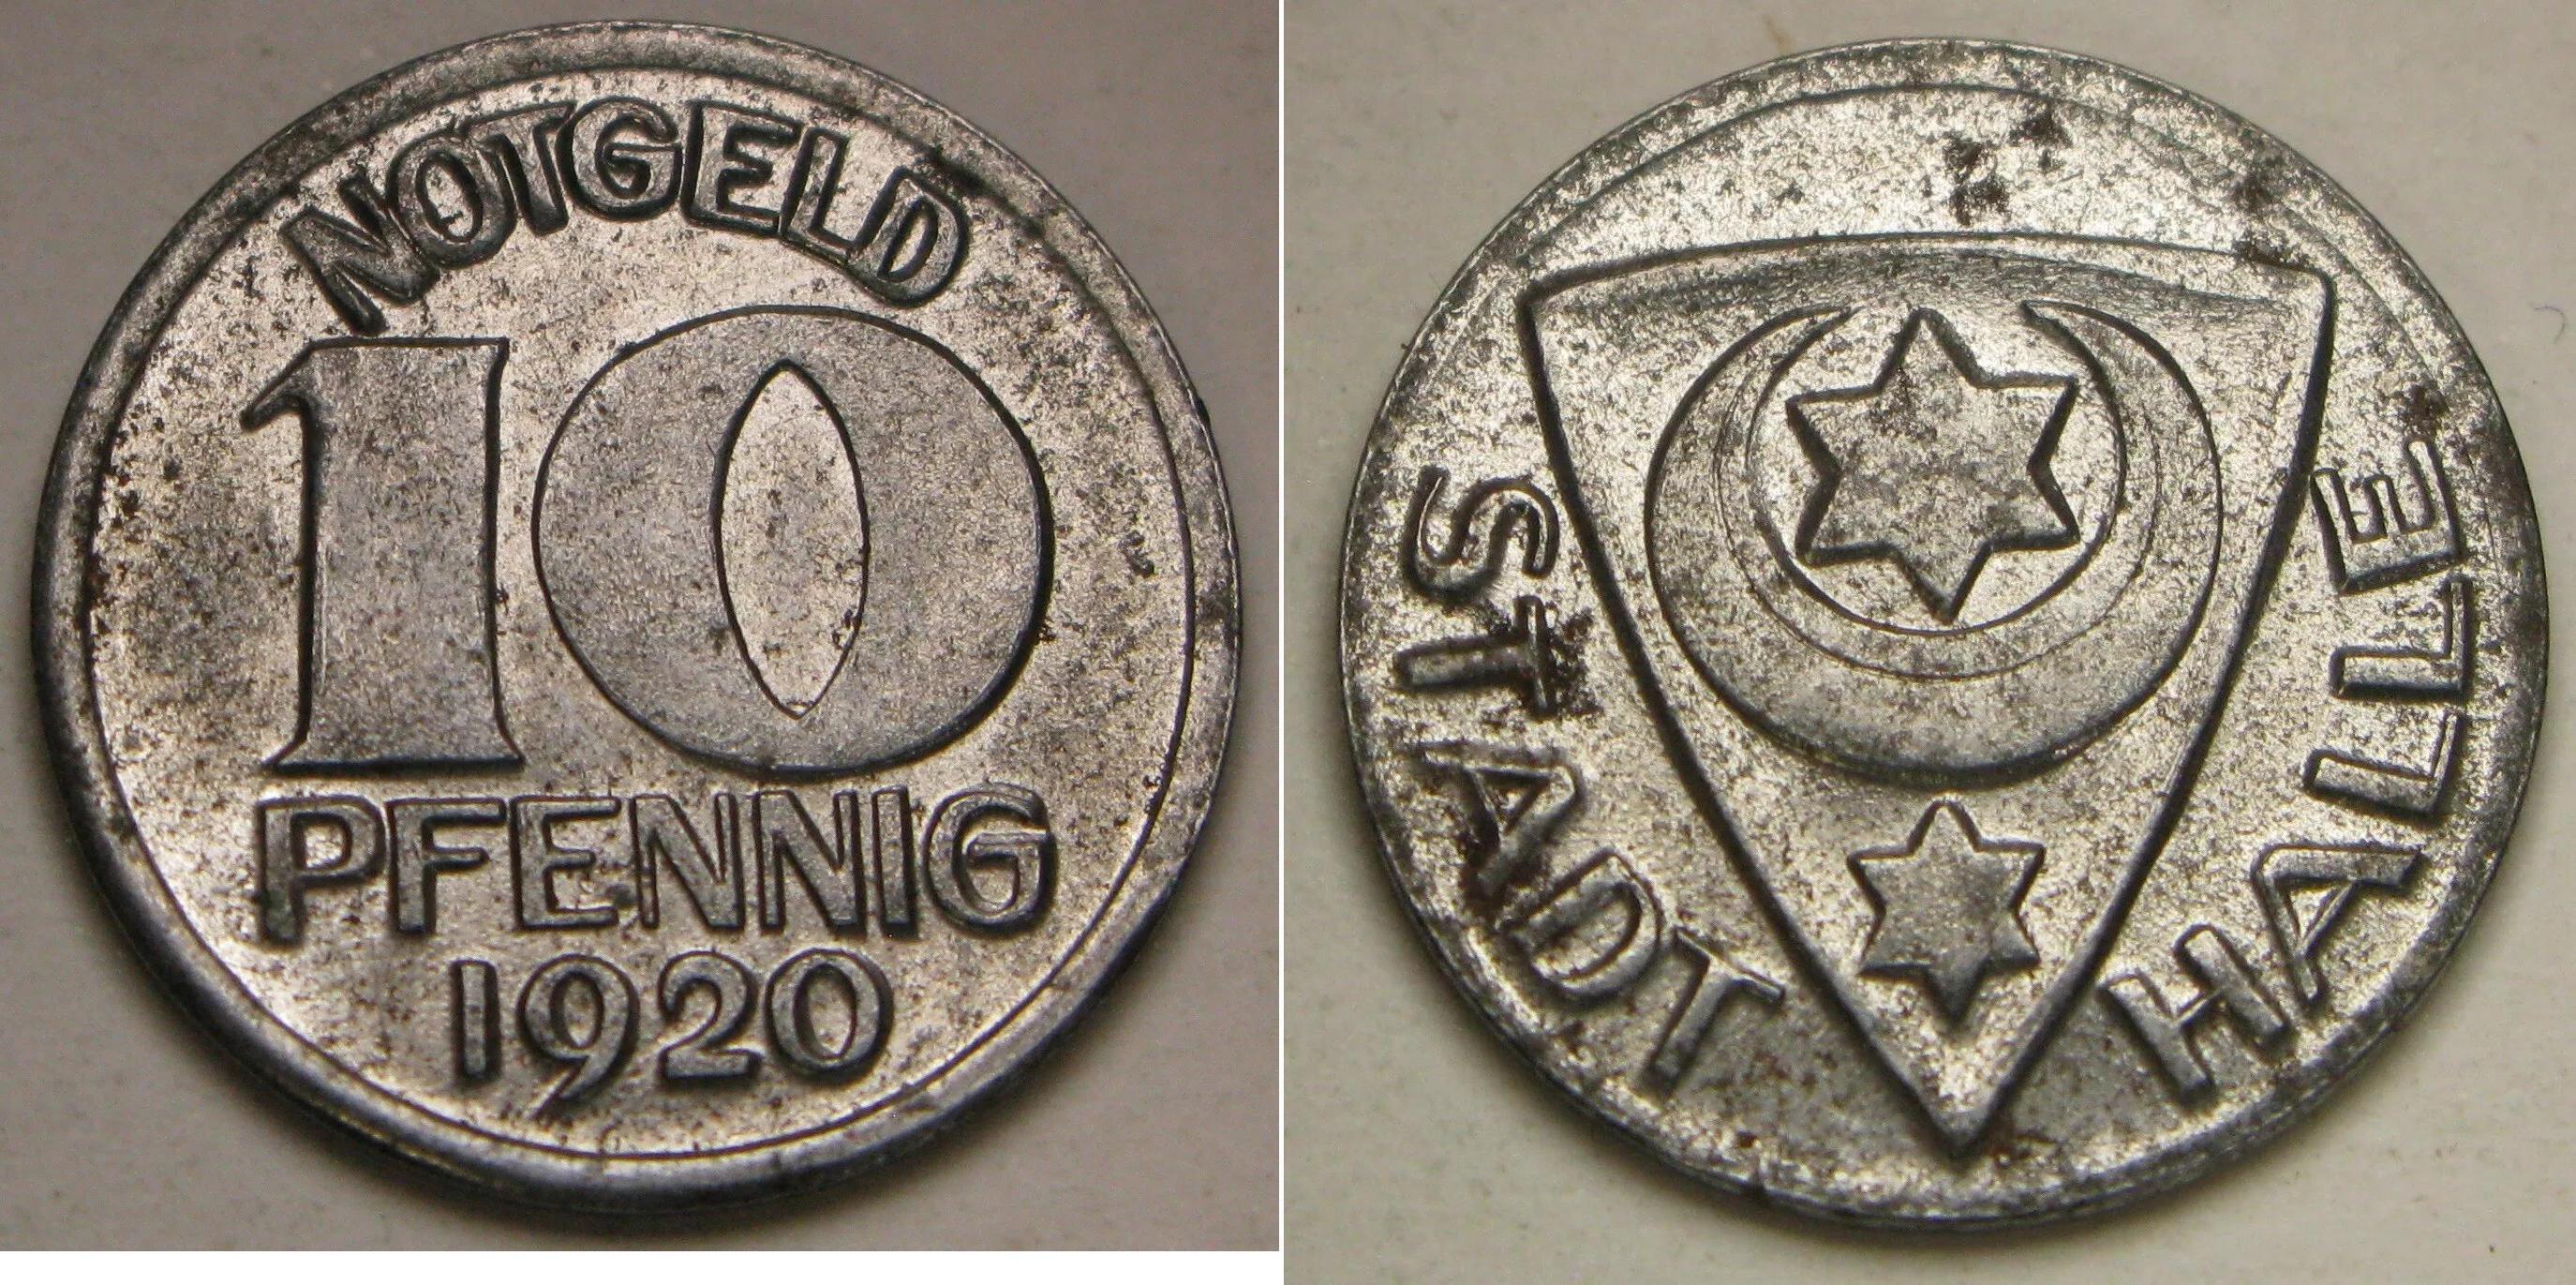 NOTGELD
10
PFENNIG
1920
STADT HALLE